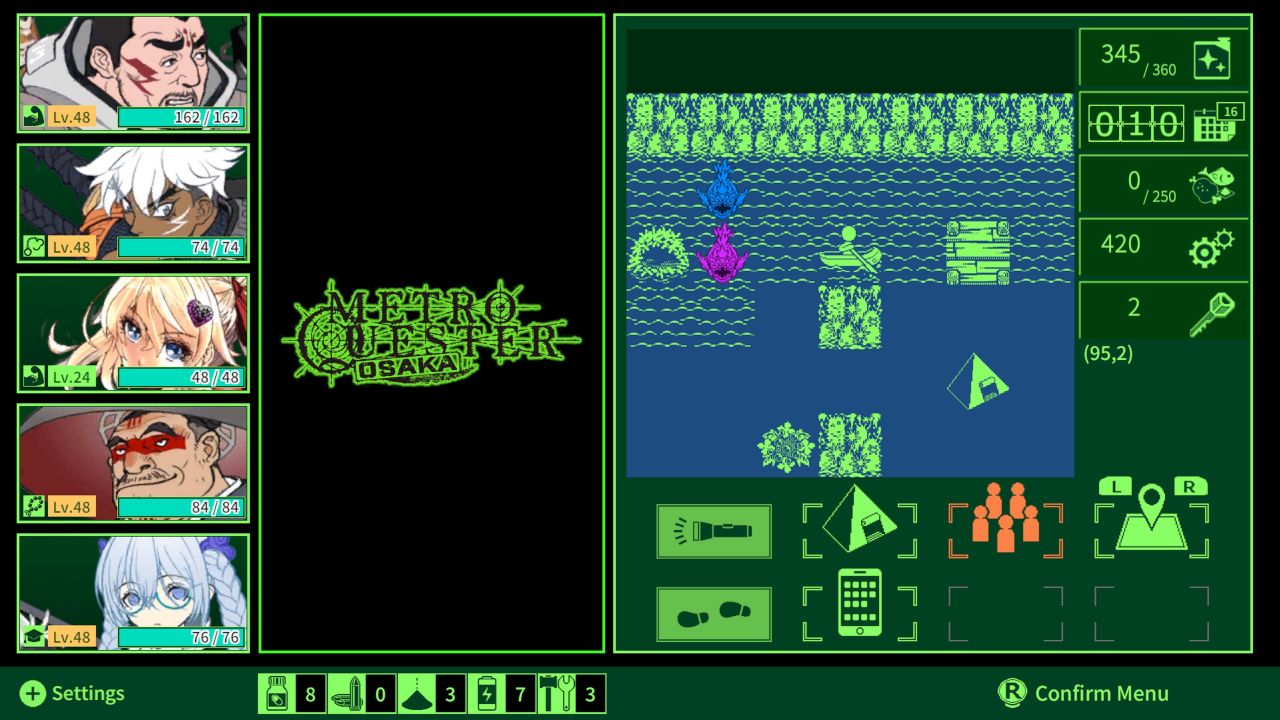 Lv.48
162 / 162
Lv.48
74 / 74
Lv.24
48 / 48
Lv.48
84 / 84
Lv.48
76 / 76
METRO
QUESTER
OSAKA
345 / 360
010
16
0 / 250
420
2
(95,2)
L
R
+ Settings
8
0
3
7
3
R Confirm Menu